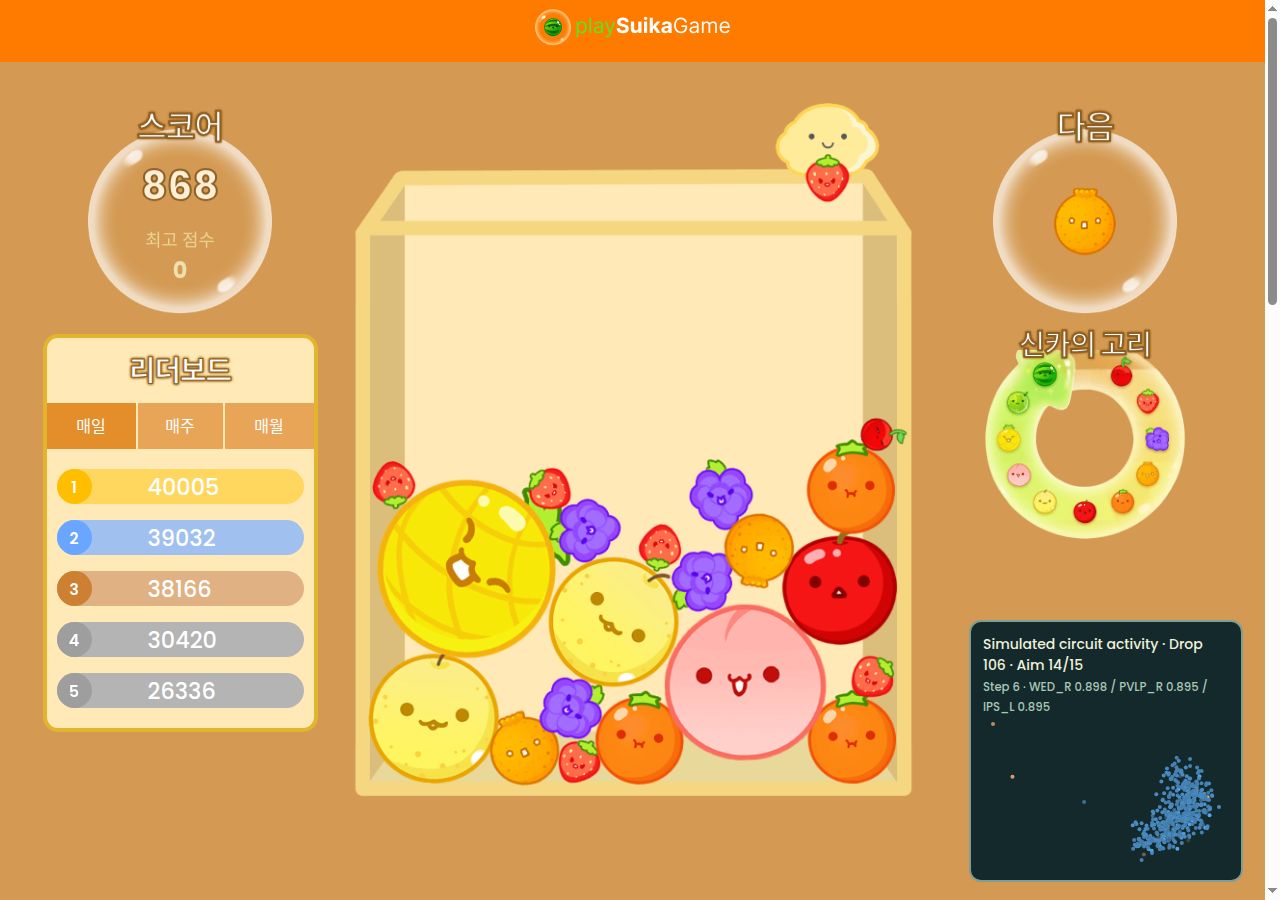 playSuikaGame
스코어
868
최고 점수
0
다음
리더보드
매일 매주 매월
1 40005
2 39032
3 38166
4 30420
5 26336
신카의 고리
Simulated circuit activity · Drop
106 · Aim 14/15
Step 6 · WED_R 0.898 / PVLP_R 0.895 /
IPS_L 0.895